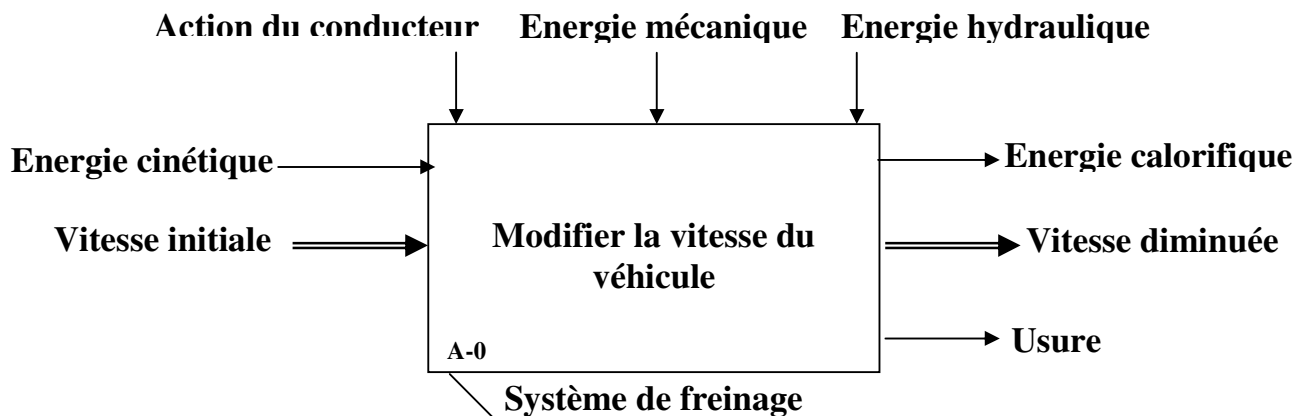 Action du conducteur Energie mécanique Energie hydraulique
Energie cinétique
Energie calorifique
Vitesse initiale
Modifier la vitesse du
véhicule
Vitesse diminuée
Usure
A-0
Système de freinage